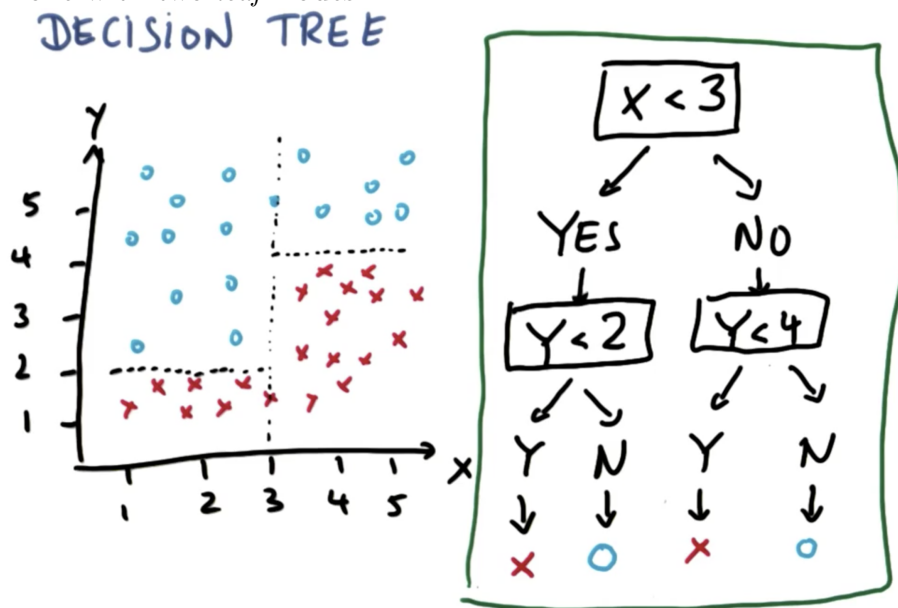 DECISION TREE
Y
5
4
3
2
1
1 2 3 4 5
X
X < 3
YES NO
Y < 2 Y < 4
Y N Y N